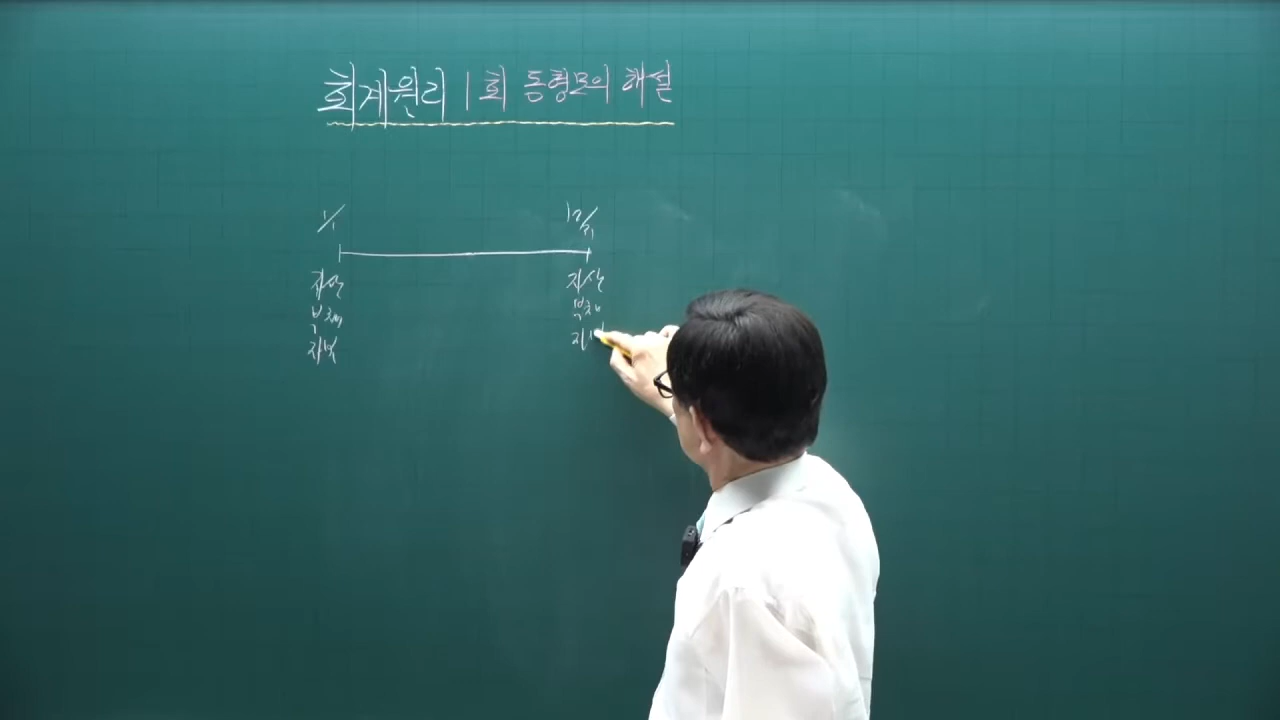 회계원리 1회 동형모의 해설
1/1 12/31
자산 자산
부채 부채
자본